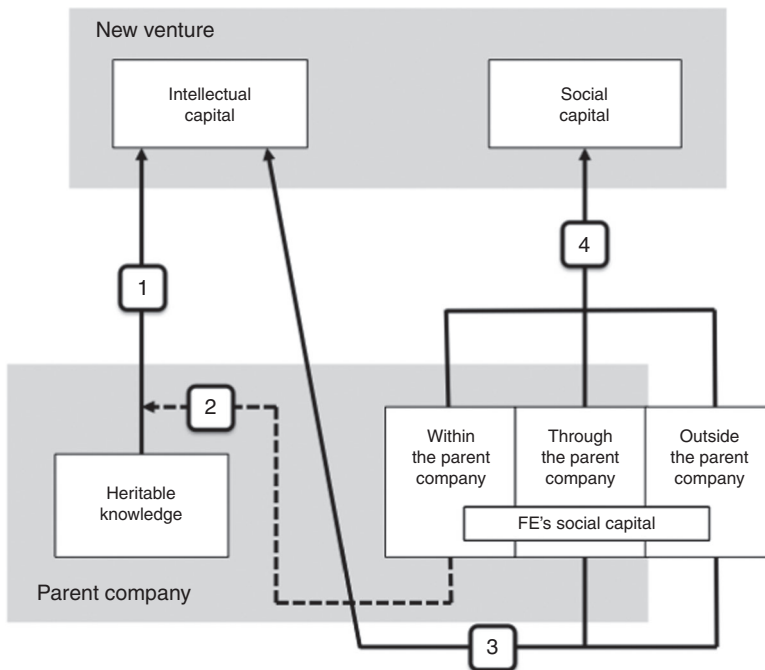 New venture
Intellectual
capital
Social
capital
4
1
2
Within
the parent
company
Through
the parent
company
Outside
the parent
company
Heritable
knowledge
FE's social capital
Parent company
3